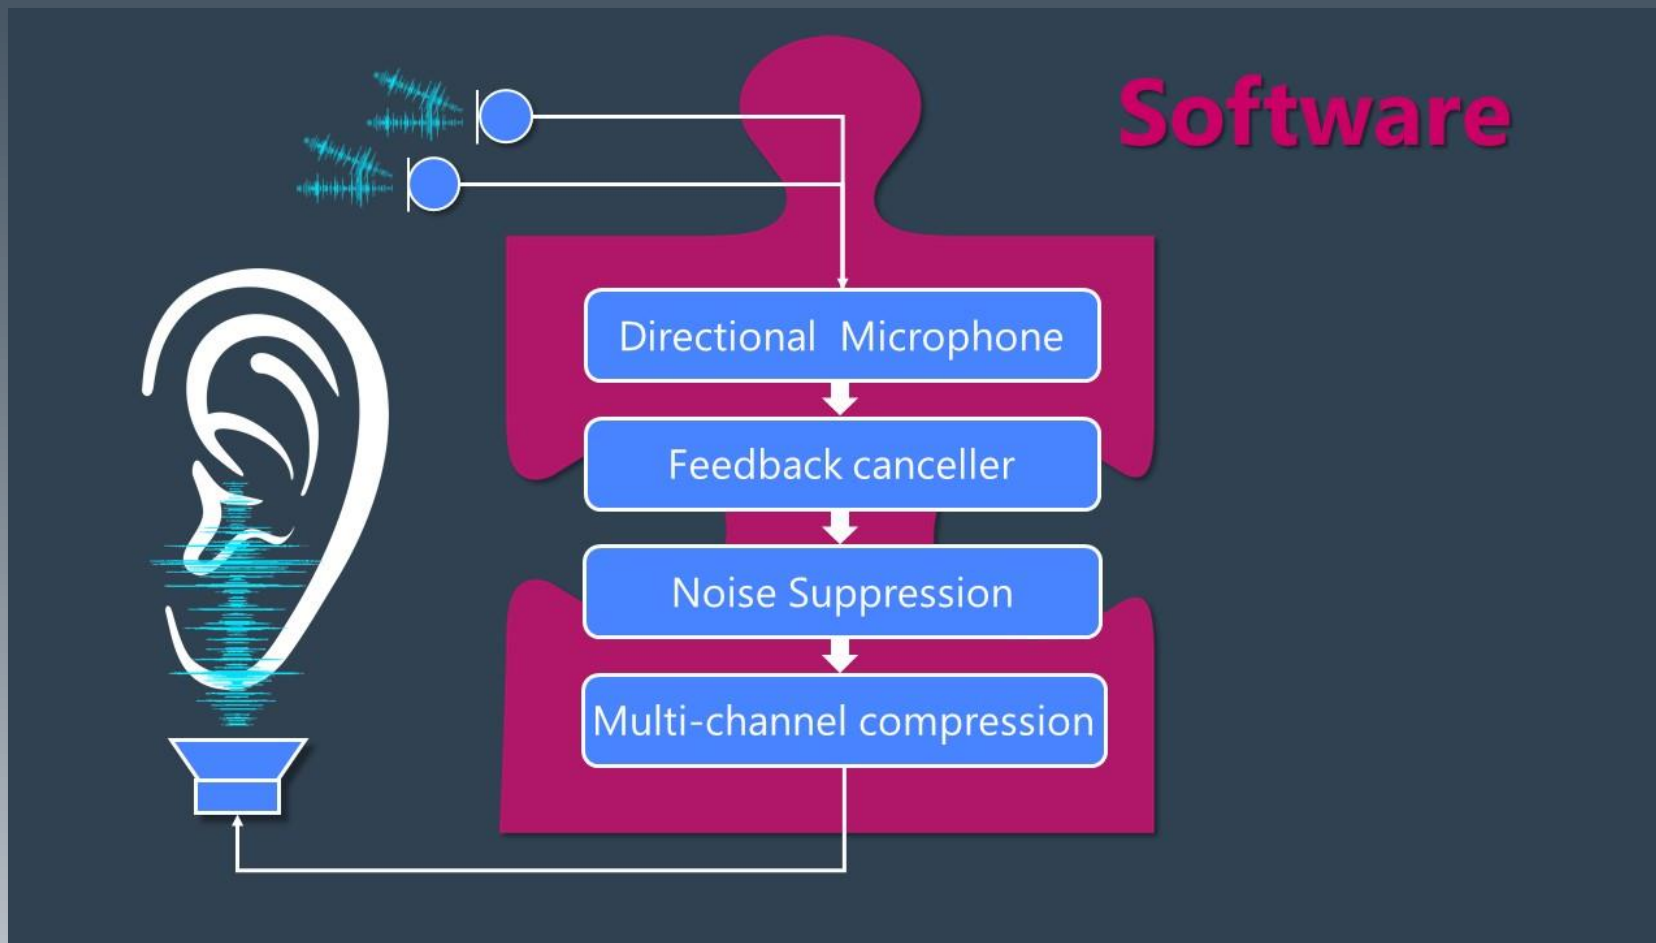 Software
Directional Microphone
Feedback canceller
Noise Suppression
Multi-channel compression